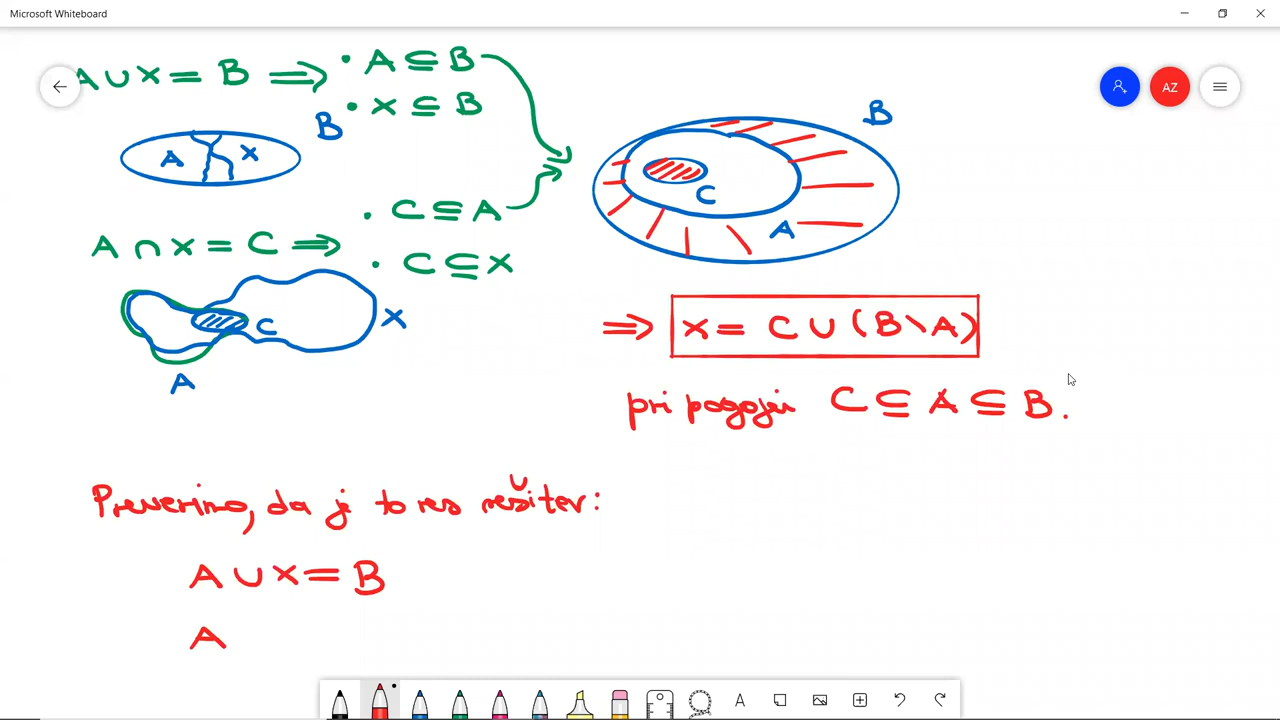 Microsoft Whiteboard
A ∪ X = B ⟹ • A ⊆ B
• X ⊆ B
B
A X
A ∩ X = C ⟹ • C ⊆ A
• C ⊆ X
C
X
A
B
C
A
AZ
⟹ X = C ∪ (B \ A)
pri pogoju C ⊆ A ⊆ B.
Preverimo, da je to res rešitev:
A ∪ X = B
A
A